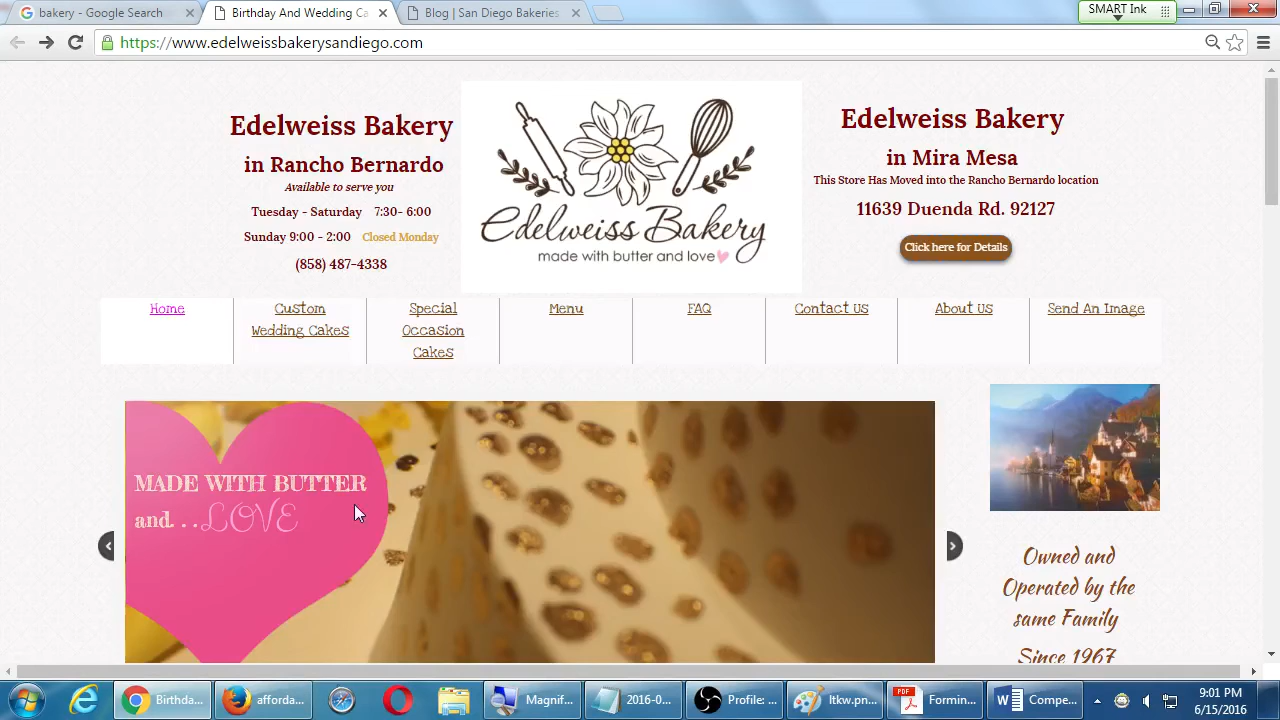 bakery - Google Search
Birthday And Wedding Ca
Blog | San Diego Bakeries
SMART Ink
https://www.edelweissbakerysandiego.com
Edelweiss Bakery
in Rancho Bernardo
Available to serve you
Tuesday - Saturday 7:30- 6:00
Sunday 9:00 - 2:00 Closed Monday
(858) 487-4338
Edelweiss Bakery
made with butter and love
Edelweiss Bakery
in Mira Mesa
This Store Has Moved into the Rancho Bernardo location
11639 Duenda Rd. 92127
Click here for Details
Home
Custom
Wedding Cakes
Special
Occasion
Cakes
Menu
FAQ
Contact Us
About Us
Send An Image
MADE WITH BUTTER
and. . .LOVE
Owned and
Operated by the
same Family
Since 1967
Birthda...
afforda...
Magnif...
2016-0...
Profile: ...
ltkw.pn...
PDF
Formin...
Compe...
9:01 PM
6/15/2016